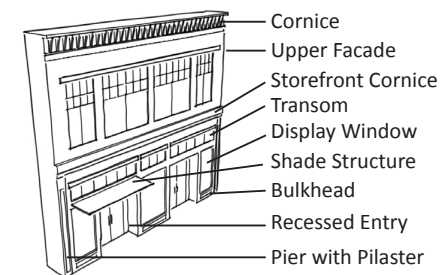 Cornice
Upper Facade
Storefront Cornice
Transom
Display Window
Shade Structure
Bulkhead
Recessed Entry
Pier with Pilaster